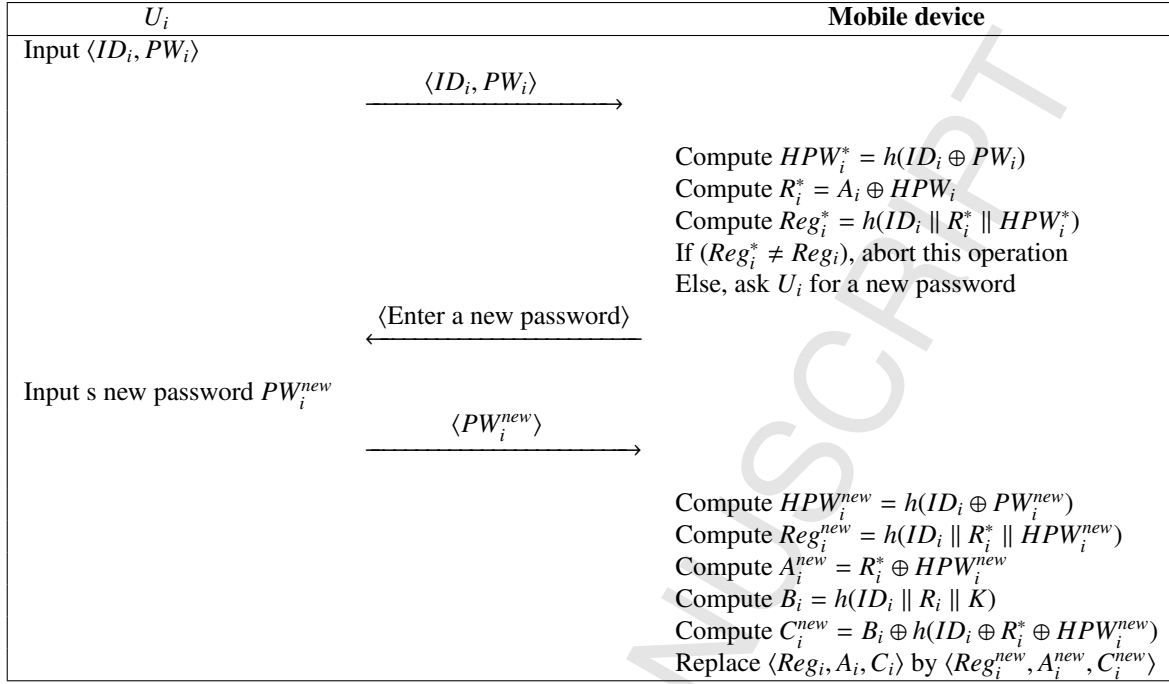 U_i Mobile device
Input ⟨ID_i, PW_i⟩
⟨ID_i, PW_i⟩
Compute HPW_i^* = h(ID_i ⊕ PW_i)
Compute R_i^* = A_i ⊕ HPW_i
Compute Reg_i^* = h(ID_i ∥ R_i^* ∥ HPW_i^*)
If (Reg_i^* ≠ Reg_i), abort this operation
Else, ask U_i for a new password
⟨Enter a new password⟩
Input s new password PW_i^{new}
⟨PW_i^{new}⟩
Compute HPW_i^{new} = h(ID_i ⊕ PW_i^{new})
Compute Reg_i^{new} = h(ID_i ∥ R_i^* ∥ HPW_i^{new})
Compute A_i^{new} = R_i^* ⊕ HPW_i^{new}
Compute B_i = h(ID_i ∥ R_i ∥ K)
Compute C_i^{new} = B_i ⊕ h(ID_i ⊕ R_i^* ⊕ HPW_i^{new})
Replace ⟨Reg_i, A_i, C_i⟩ by ⟨Reg_i^{new}, A_i^{new}, C_i^{new}⟩
NUSCRIPT